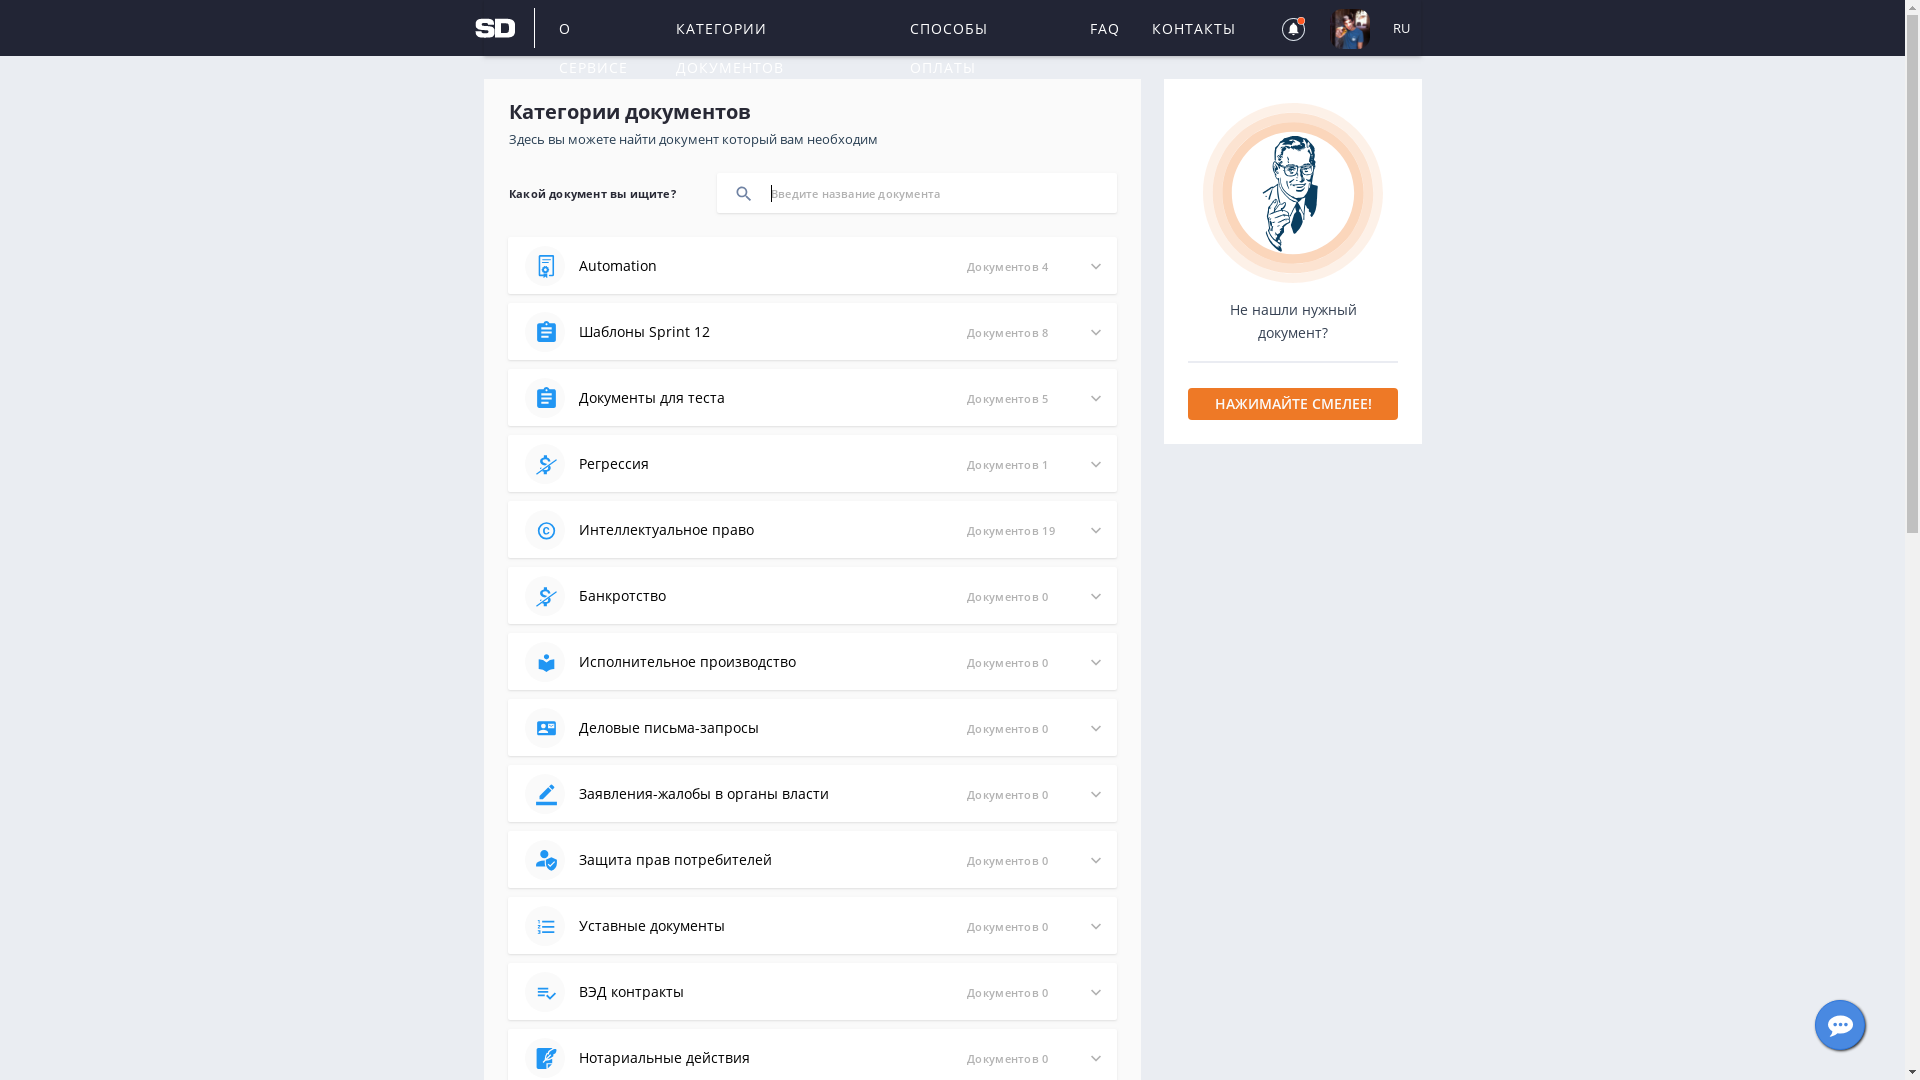 SD
О СЕРВИСЕ
КАТЕГОРИИ ДОКУМЕНТОВ
СПОСОБЫ ОПЛАТЫ
FAQ
КОНТАКТЫ
RU
Категории документов
Здесь вы можете найти документ который вам необходим
Какой документ вы ищите?
Введите название документа
Automation
Документов 4
Шаблоны Sprint 12
Документов 8
Документы для теста
Документов 5
Регрессия
Документов 1
Интеллектуальное право
Документов 19
Банкротство
Документов 0
Исполнительное производство
Документов 0
Деловые письма-запросы
Документов 0
Заявления-жалобы в органы власти
Документов 0
Защита прав потребителей
Документов 0
Уставные документы
Документов 0
ВЭД контракты
Документов 0
Нотариальные действия
Документов 0
Не нашли нужный
документ?
НАЖИМАЙТЕ СМЕЛЕЕ!